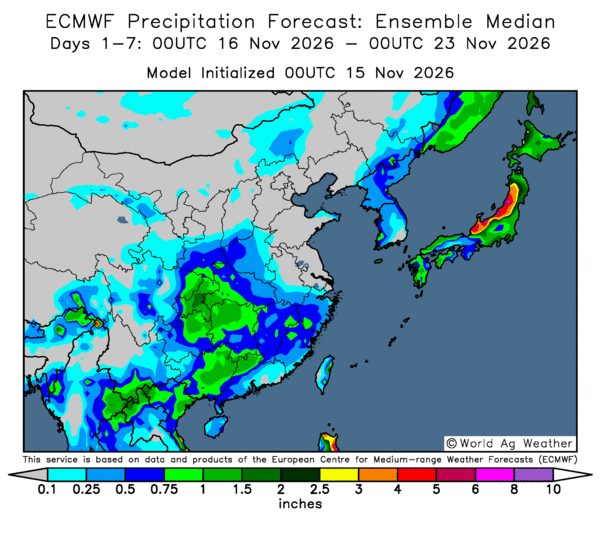 ECMWF Precipitation Forecast: Ensemble Median
Days 1-7: 00UTC 16 Nov 2026 - 00UTC 23 Nov 2026
Model Initialized 00UTC 15 Nov 2026
© World Ag Weather
This service is based on data and products of the European Centre for Medium-range Weather Forecasts (ECMWF)
0.1 0.25 0.5 0.75 1 1.5 2 2.5 3 4 5 6 8 10
inches